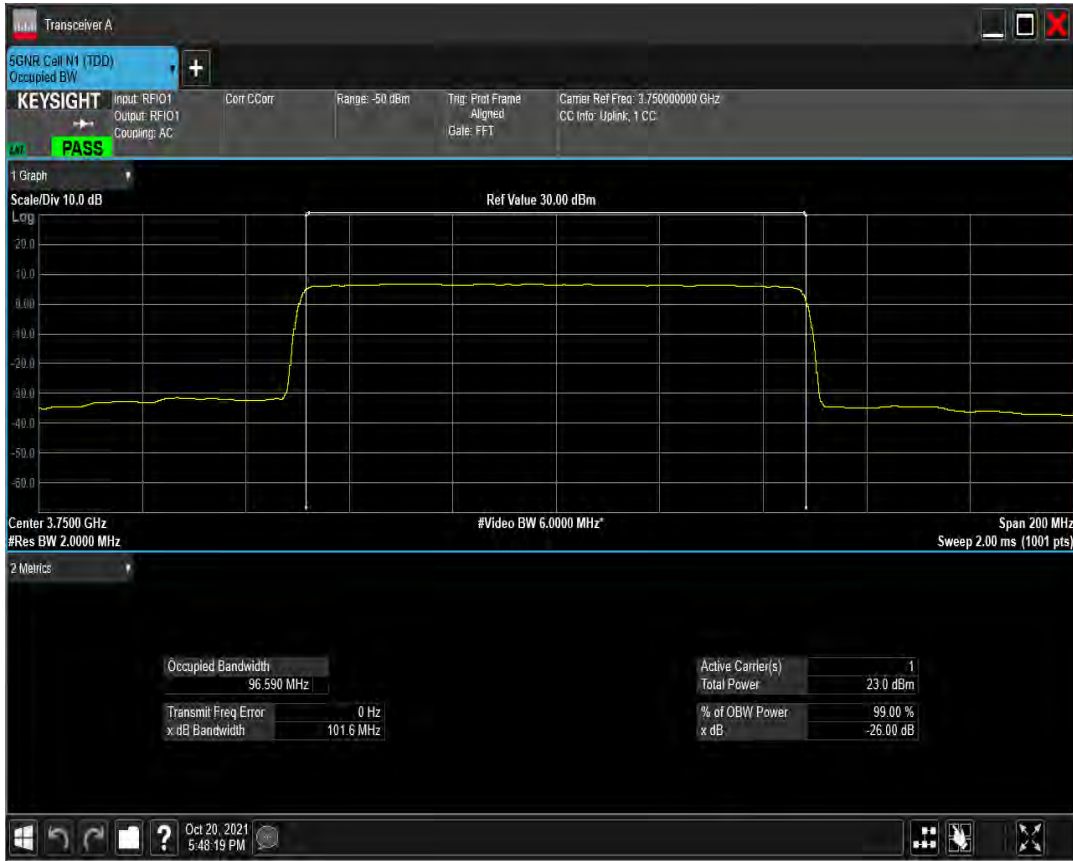 Transceiver A
5GNR Cell N1 (TDD)
Occupied BW
KEYSIGHT
Input: RFIO1
Output: RFIO1
Coupling: AC
Corr CCorr
Range: -50 dBm
Trig: Prot Frame
Aligned
Gate: FFT
Carrier Ref Freq: 3.750000000 GHz
CC Info: Uplink, 1 CC
PASS
1 Graph
Scale/Div 10.0 dB
Ref Value 30.00 dBm
Log
20.0
10.0
0.00
-10.0
-20.0
-30.0
-40.0
-50.0
-60.0
Center 3.7500 GHz
#Video BW 6.0000 MHz*
Span 200 MHz
#Res BW 2.0000 MHz
Sweep 2.00 ms (1001 pts)
2 Metrics
Occupied Bandwidth
96.590 MHz
Transmit Freq Error 0 Hz
x dB Bandwidth 101.6 MHz
Active Carrier(s) 1
Total Power 23.0 dBm
% of OBW Power 99.00 %
x dB -26.00 dB
?
Oct 20, 2021
5:48:19 PM